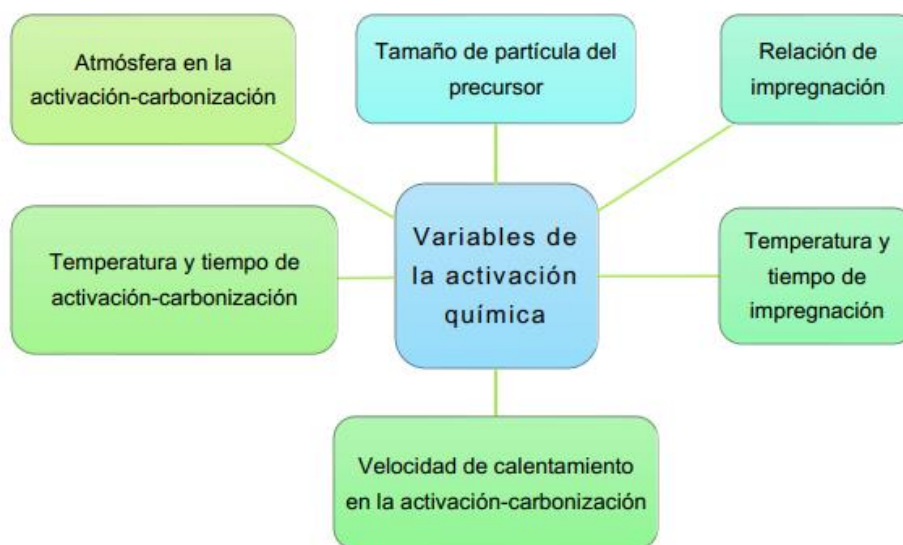 Atmósfera en la
activación-carbonización
Tamaño de partícula del
precursor
Relación de
impregnación
Temperatura y tiempo de
activación-carbonización
Variables de
la activación
química
Temperatura y
tiempo de
impregnación
Velocidad de calentamiento
en la activación-carbonización